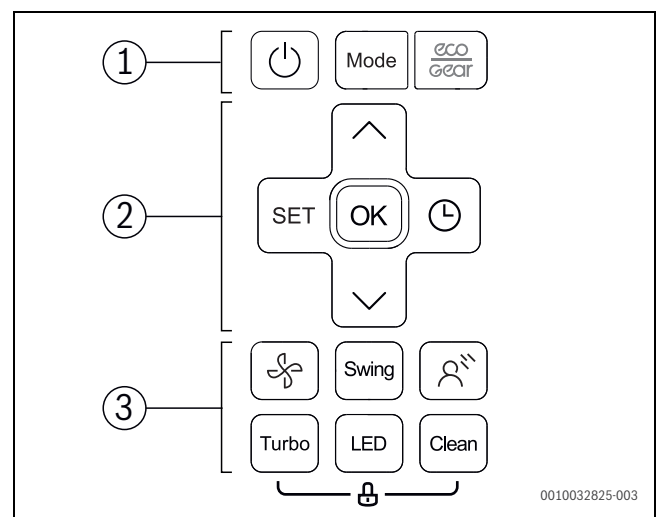 1
Mode
eco
Gear
2
SET
OK
3
Swing
Turbo
LED
Clean
0010032825-003